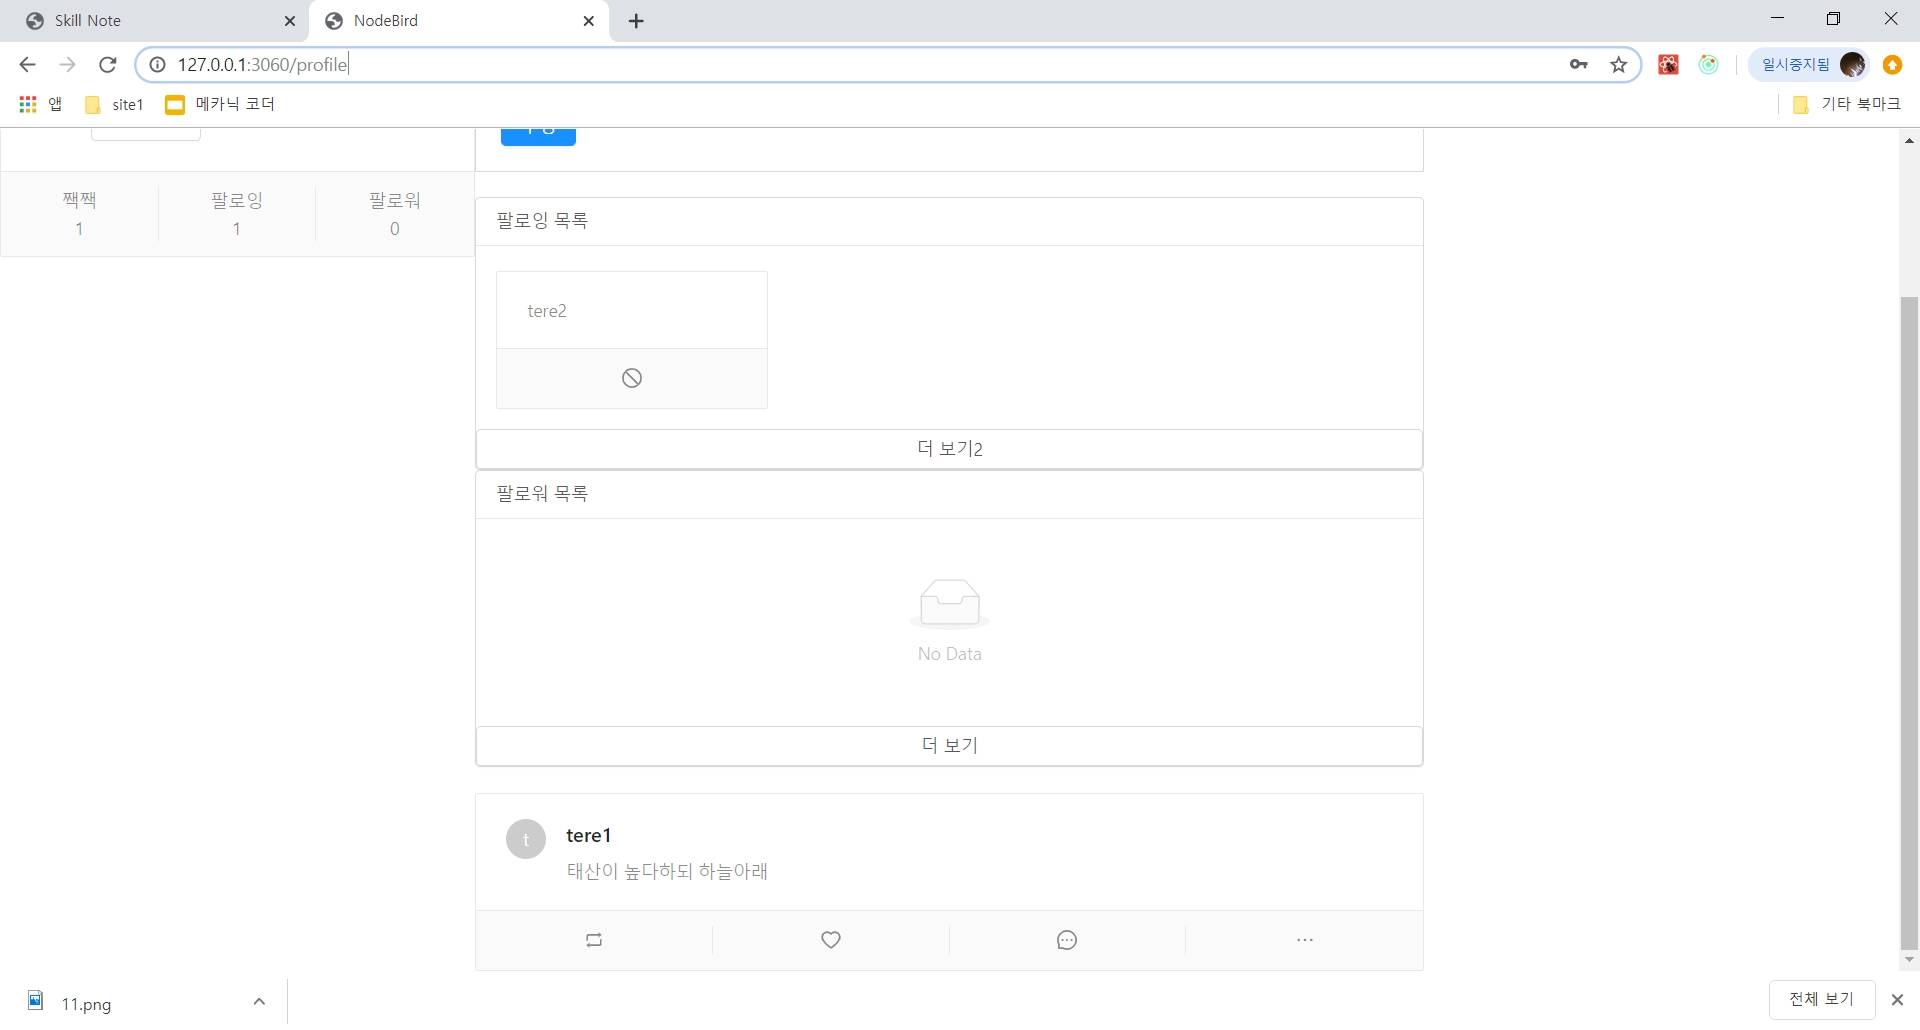 Skill Note
NodeBird
127.0.0.1:3060/profile
일시중지됨
앱
site1
메카닉 코더
기타 북마크
짹짹
1
팔로잉
1
팔로워
0
팔로잉 목록
tere2
더 보기2
팔로워 목록
No Data
더 보기
t
tere1
태산이 높다하되 하늘아래
11.png
전체 보기